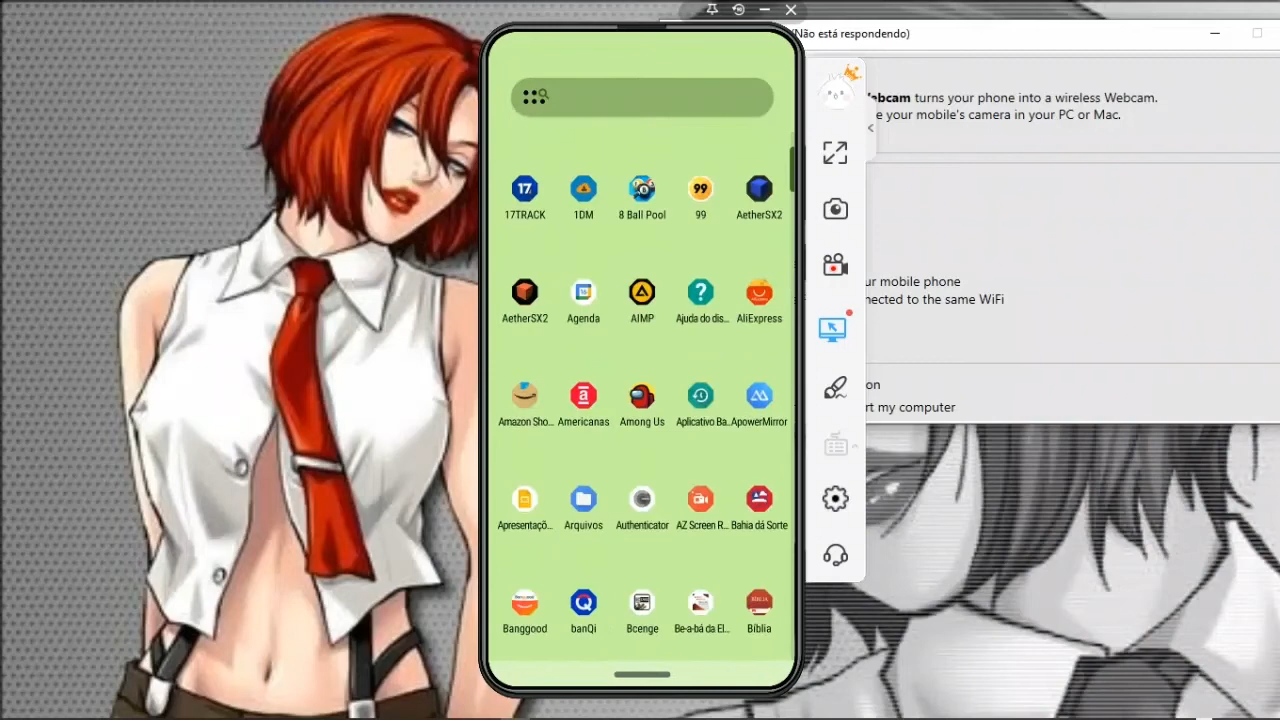 (Não está respondendo)
ebcam turns your phone into a wireless Webcam.
e your mobile's camera in your PC or Mac.
17TRACK 1DM 8 Ball Pool 99 AetherSX2
ur mobile phone
nected to the same WiFi
AetherSX2 Agenda AIMP Ajuda do dis... AliExpress
on
rt my computer
Amazon Sho... Americanas Among Us Aplicativo Ba... ApowerMirror
Apresentaçõ... Arquivos Authenticator AZ Screen R... Bahia dá Sorte
Banggood banQi Bcenge Be-a-bá da El... Bíblia